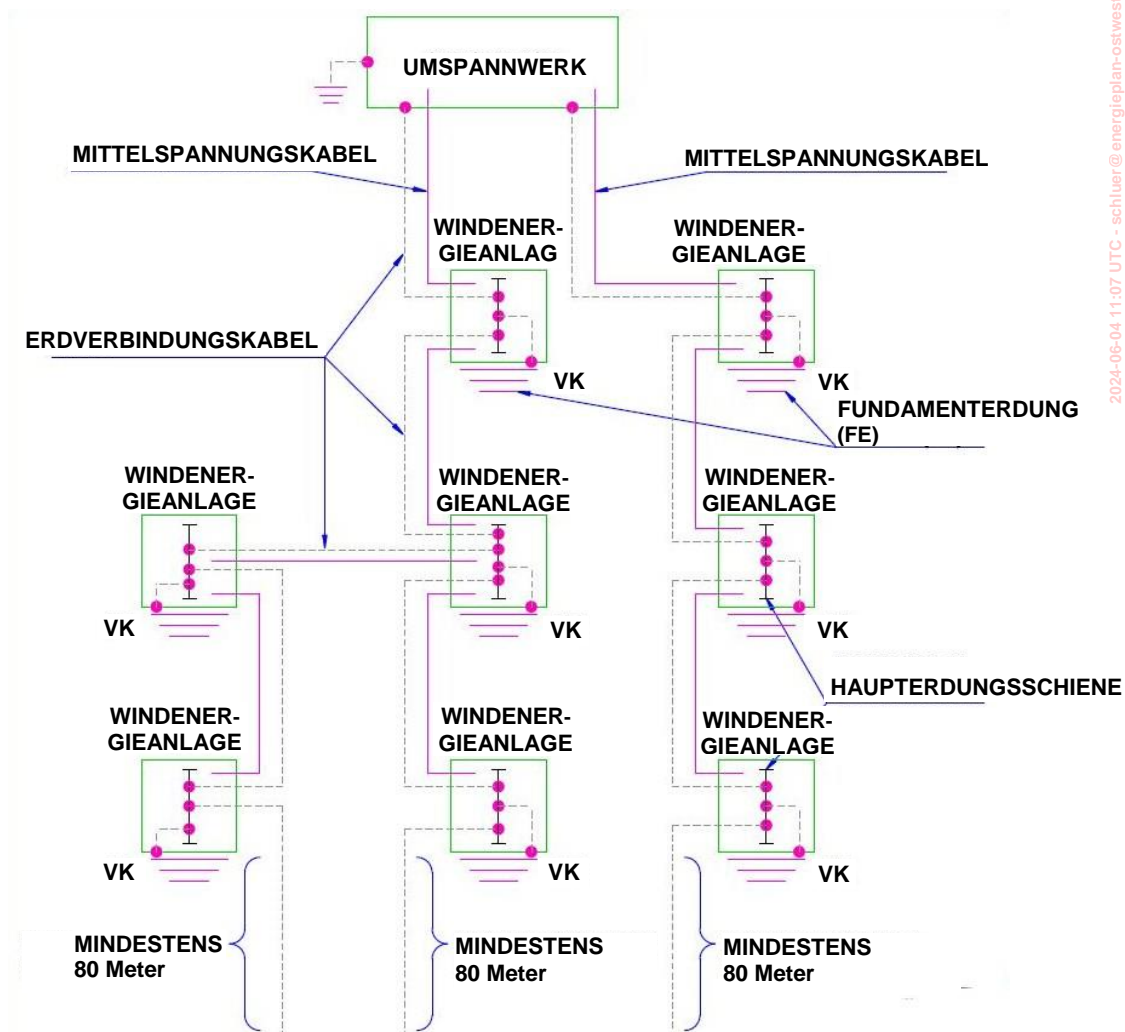 UMSPANNWERK
MITTELSPANNUNGSKABEL
MITTELSPANNUNGSKABEL
WINDENER-
GIEANLAG
WINDENER-
GIEANLAGE
ERDVERBINDUNGSKABEL
VK
VK
FUNDAMENTERDUNG
(FE)
WINDENER-
GIEANLAGE
WINDENER-
GIEANLAGE
WINDENER-
GIEANLAGE
VK
VK
VK
HAUPTERDUNGSSCHIENE
WINDENER-
GIEANLAGE
WINDENER-
GIEANLAGE
WINDENER-
GIEANLAGE
VK
VK
VK
MINDESTENS
80 Meter
MINDESTENS
80 Meter
MINDESTENS
80 Meter
2024-06-04 11:07 UTC - schluer@energieplan-ostwest